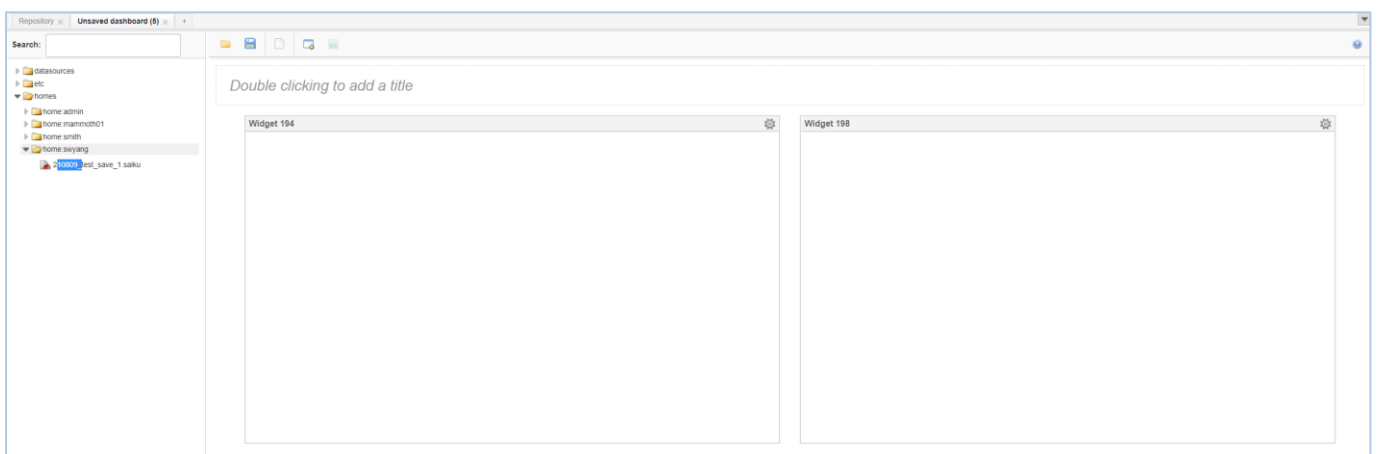 Repository
Unsaved dashboard (5)
+
Search:
datasources
etc
homes
home:admin
home:mammoth01
home:smith
home:swyang
210809_test_save_1.saiku
Double clicking to add a title
Widget 194
Widget 198